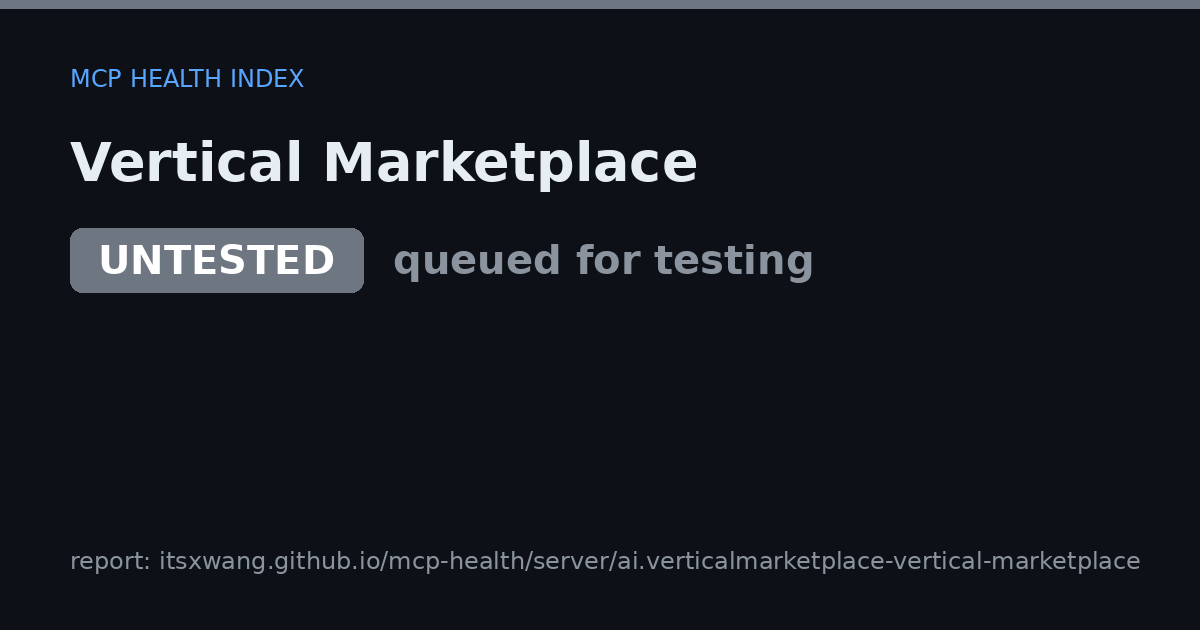 MCP HEALTH INDEX
Vertical Marketplace
UNTESTED queued for testing
report: itsxwang.github.io/mcp-health/server/ai.verticalmarketplace-vertical-marketplace